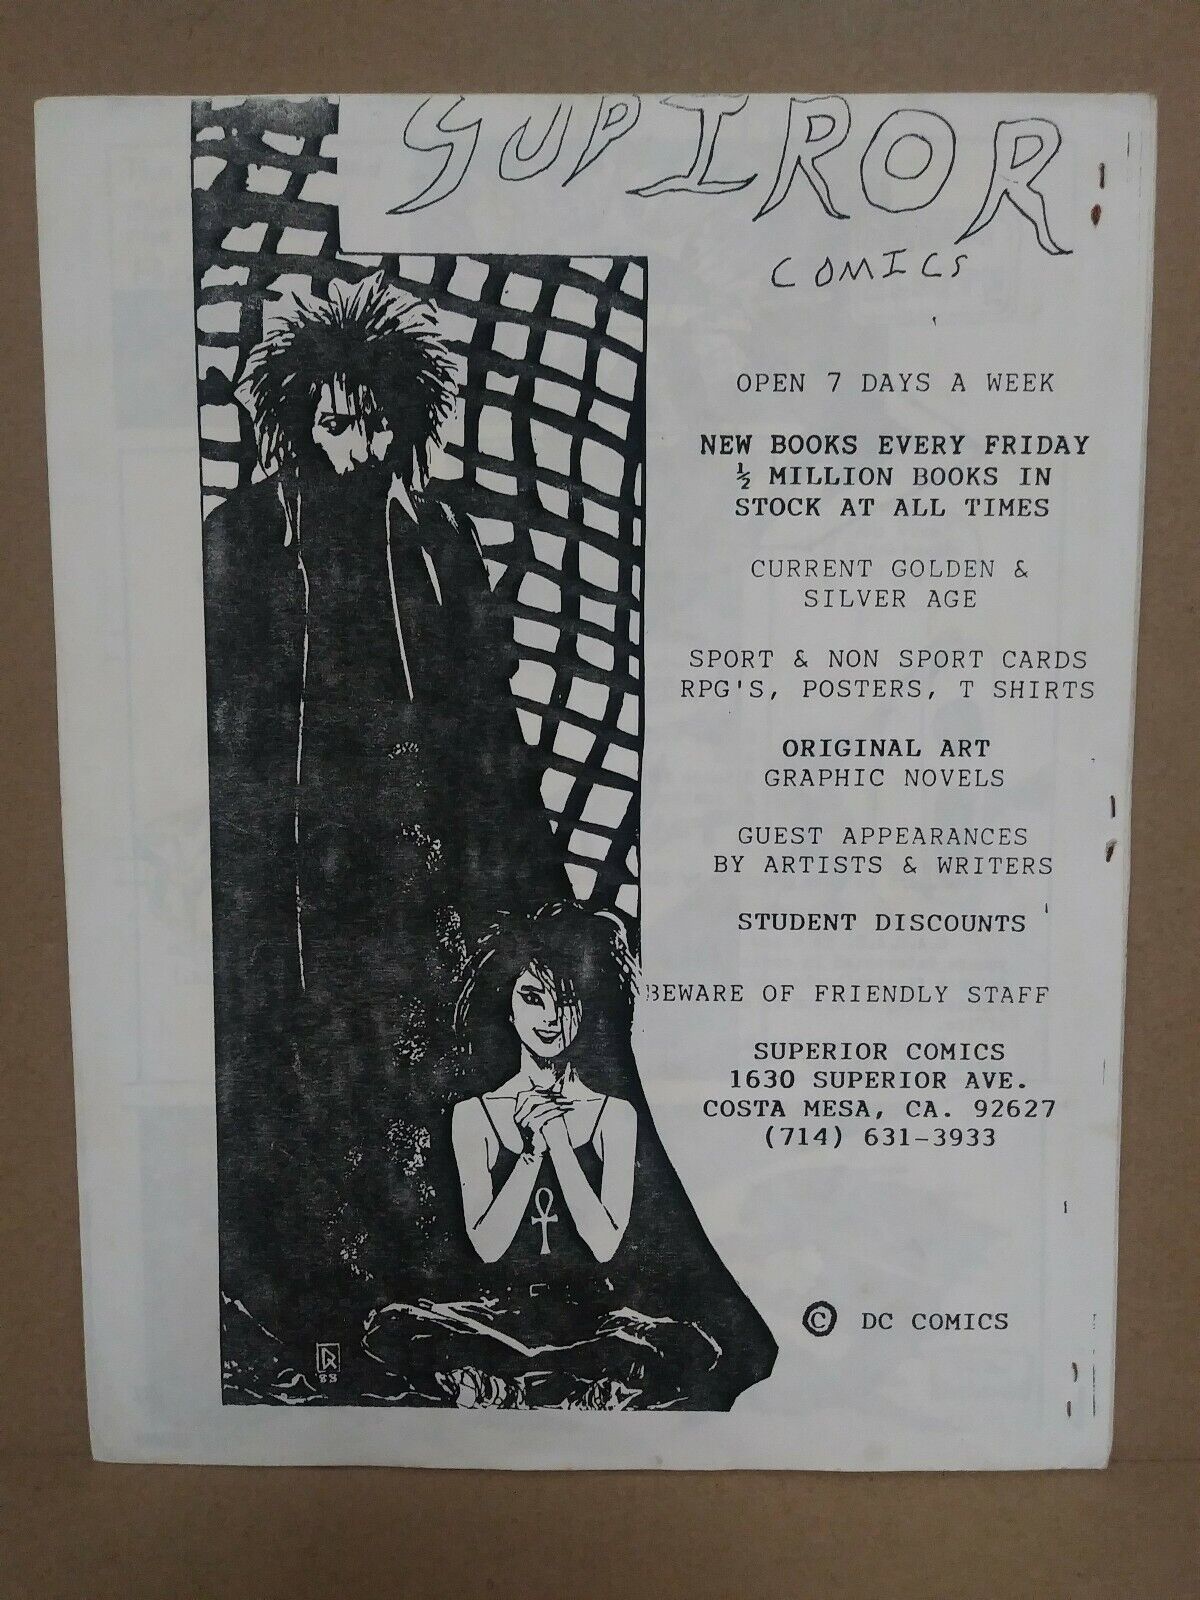 SUPIROR
COMICS
OPEN 7 DAYS A WEEK
NEW BOOKS EVERY FRIDAY
½ MILLION BOOKS IN
STOCK AT ALL TIMES
CURRENT GOLDEN &
SILVER AGE
SPORT & NON SPORT CARDS
RPG'S, POSTERS, T SHIRTS
ORIGINAL ART
GRAPHIC NOVELS
GUEST APPEARANCES
BY ARTISTS & WRITERS
STUDENT DISCOUNTS
BEWARE OF FRIENDLY STAFF
SUPERIOR COMICS
1630 SUPERIOR AVE.
COSTA MESA, CA. 92627
(714) 631-3933
© DC COMICS